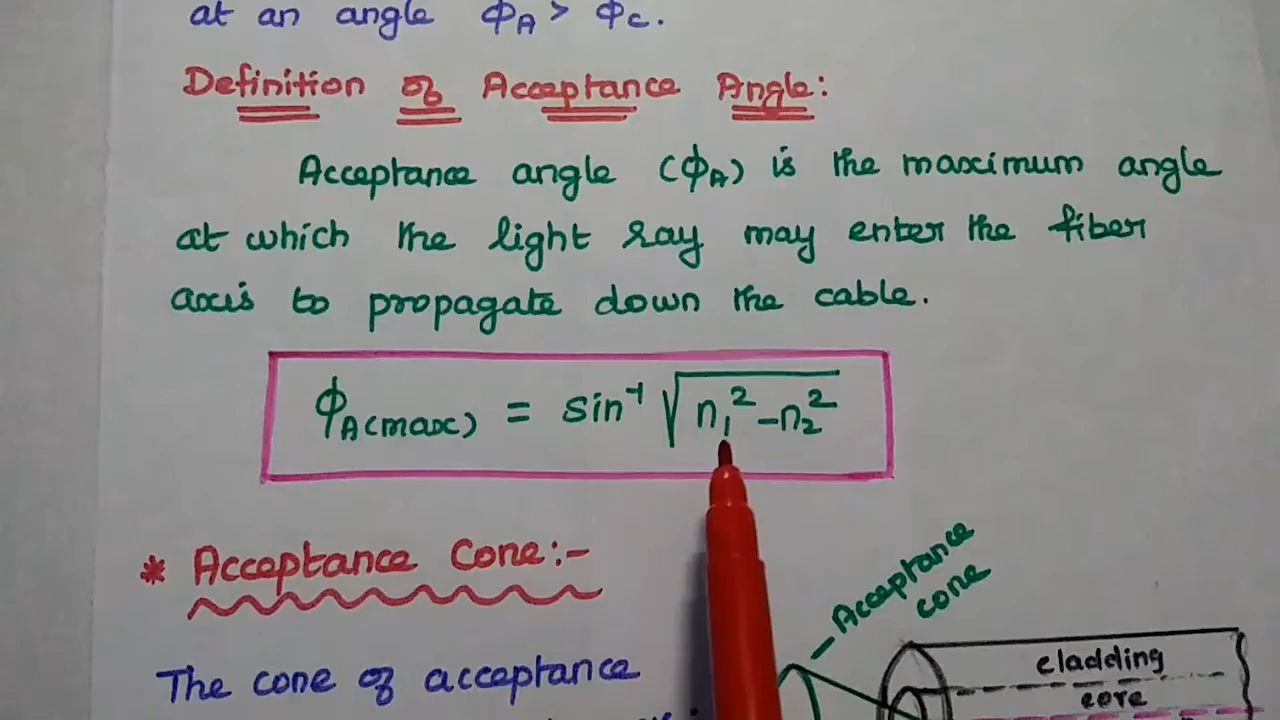 at an angle ϕA > ϕc.
Definition of Acceptance Angle:
Acceptance angle (ϕA) is the maximum angle
at which the light ray may enter the fiber
axis to propagate down the cable.
ϕA(max) = sin⁻¹ √n₁² - n₂²
* Acceptance Cone:-
Acceptance
cone
The cone of acceptance
cladding
core